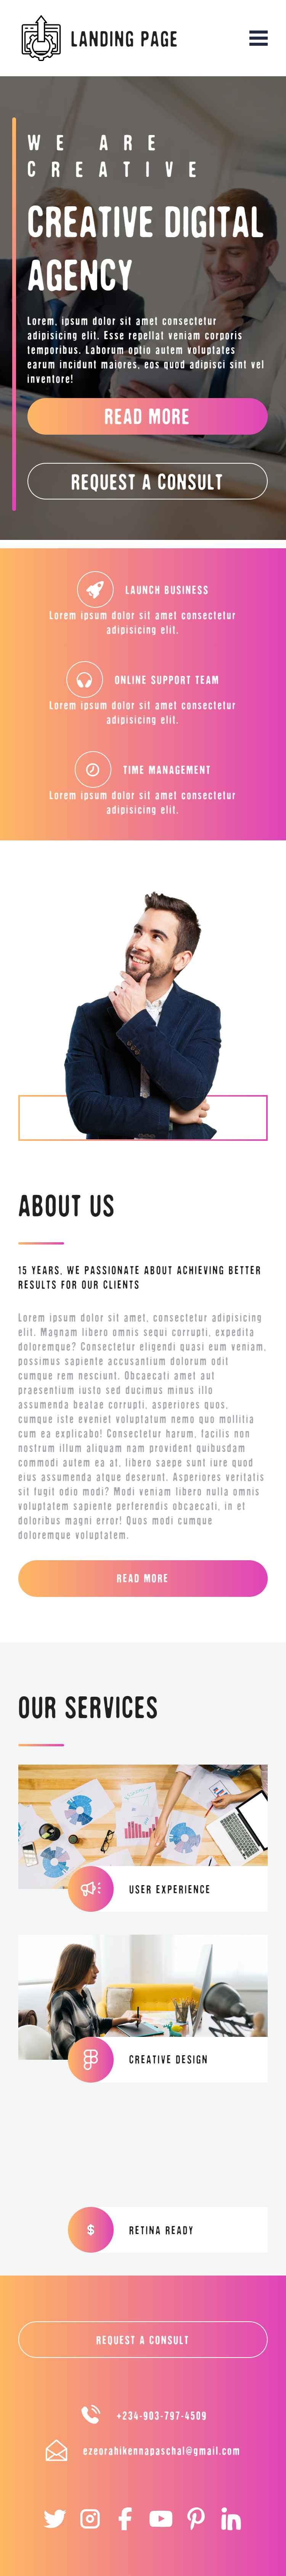 LANDING PAGE
WE ARE
CREATIVE
CREATIVE DIGITAL
AGENCY
Lorem, ipsum dolor sit amet consectetur
adipisicing elit. Esse repellat veniam corporis
temporibus. Laborum optio autem voluptates
earum incidunt maiores, eos quod adipisci sint vel
inventore!
READ MORE
REQUEST A CONSULT
LAUNCH BUSINESS
Lorem ipsum dolor sit amet consectetur
adipisicing elit.
ONLINE SUPPORT TEAM
Lorem ipsum dolor sit amet consectetur
adipisicing elit.
TIME MANAGEMENT
Lorem ipsum dolor sit amet consectetur
adipisicing elit.
ABOUT US
15 YEARS, WE PASSIONATE ABOUT ACHIEVING BETTER
RESULTS FOR OUR CLIENTS
Lorem ipsum dolor sit amet, consectetur adipisicing
elit. Magnam libero omnis sequi corrupti, expedita
doloremque? Consectetur eligendi quasi eum veniam,
possimus sapiente accusantium dolorum odit
cumque rem nesciunt. Obcaecati amet aut
praesentium iusto sed ducimus minus illo
assumenda beatae corrupti, asperiores quos,
cumque iste eveniet voluptatum nemo quo mollitia
cum ea explicabo! Consectetur harum, facilis non
nostrum illum aliquam nam provident quibusdam
commodi autem ea at, libero saepe sunt iure quod
eius assumenda atque deserunt. Asperiores veritatis
sit fugit odio modi? Modi veniam libero nulla omnis
voluptatem sapiente perferendis obcaecati, in et
doloribus magni error! Quos modi cumque
doloremque voluptatem.
READ MORE
OUR SERVICES
USER EXPERIENCE
CREATIVE DESIGN
RETINA READY
REQUEST A CONSULT
+234-903-797-4509
ezeorahikennapaschal@gmail.com